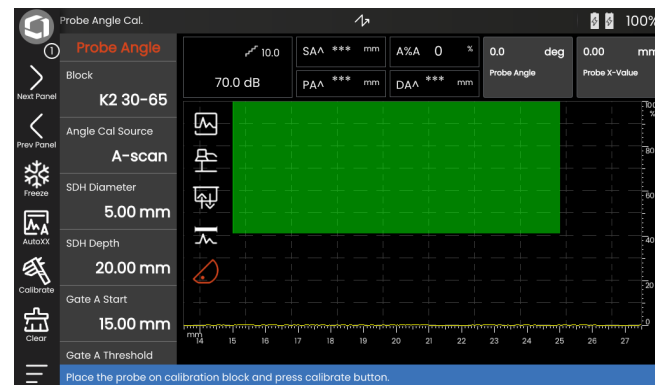 Probe Angle Cal.
100%
1
Probe Angle
10.0
70.0 dB
SA^ *** mm
PA^ *** mm
A%A 0 %
DA^ *** mm
0.0 deg
Probe Angle
0.00 mm
Probe X-Value
Next Panel
Prev Panel
Freeze
AutoXX
Calibrate
Clear
Block
K2 30-65
Angle Cal Source
A-scan
SDH Diameter
5.00 mm
SDH Depth
20.00 mm
Gate A Start
15.00 mm
Gate A Threshold
100
%
80
60
40
20
0
mm
14 15 16 17 18 19 20 21 22 23 24 25 26 27
Place the probe on calibration block and press calibrate button.